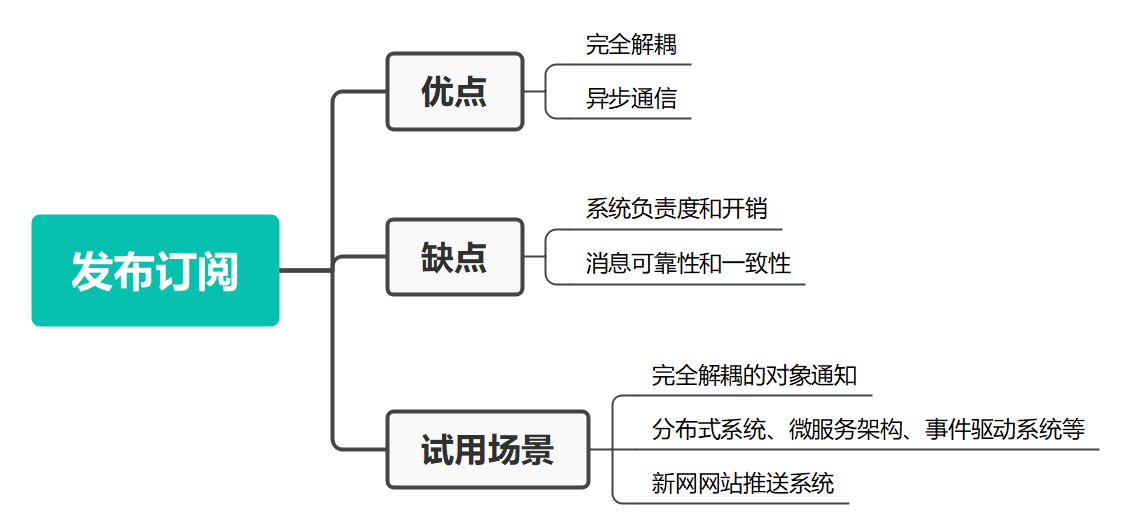 发布订阅
优点
完全解耦
异步通信
缺点
系统负责度和开销
消息可靠性和一致性
试用场景
完全解耦的对象通知
分布式系统、微服务架构、事件驱动系统等
新网网站推送系统